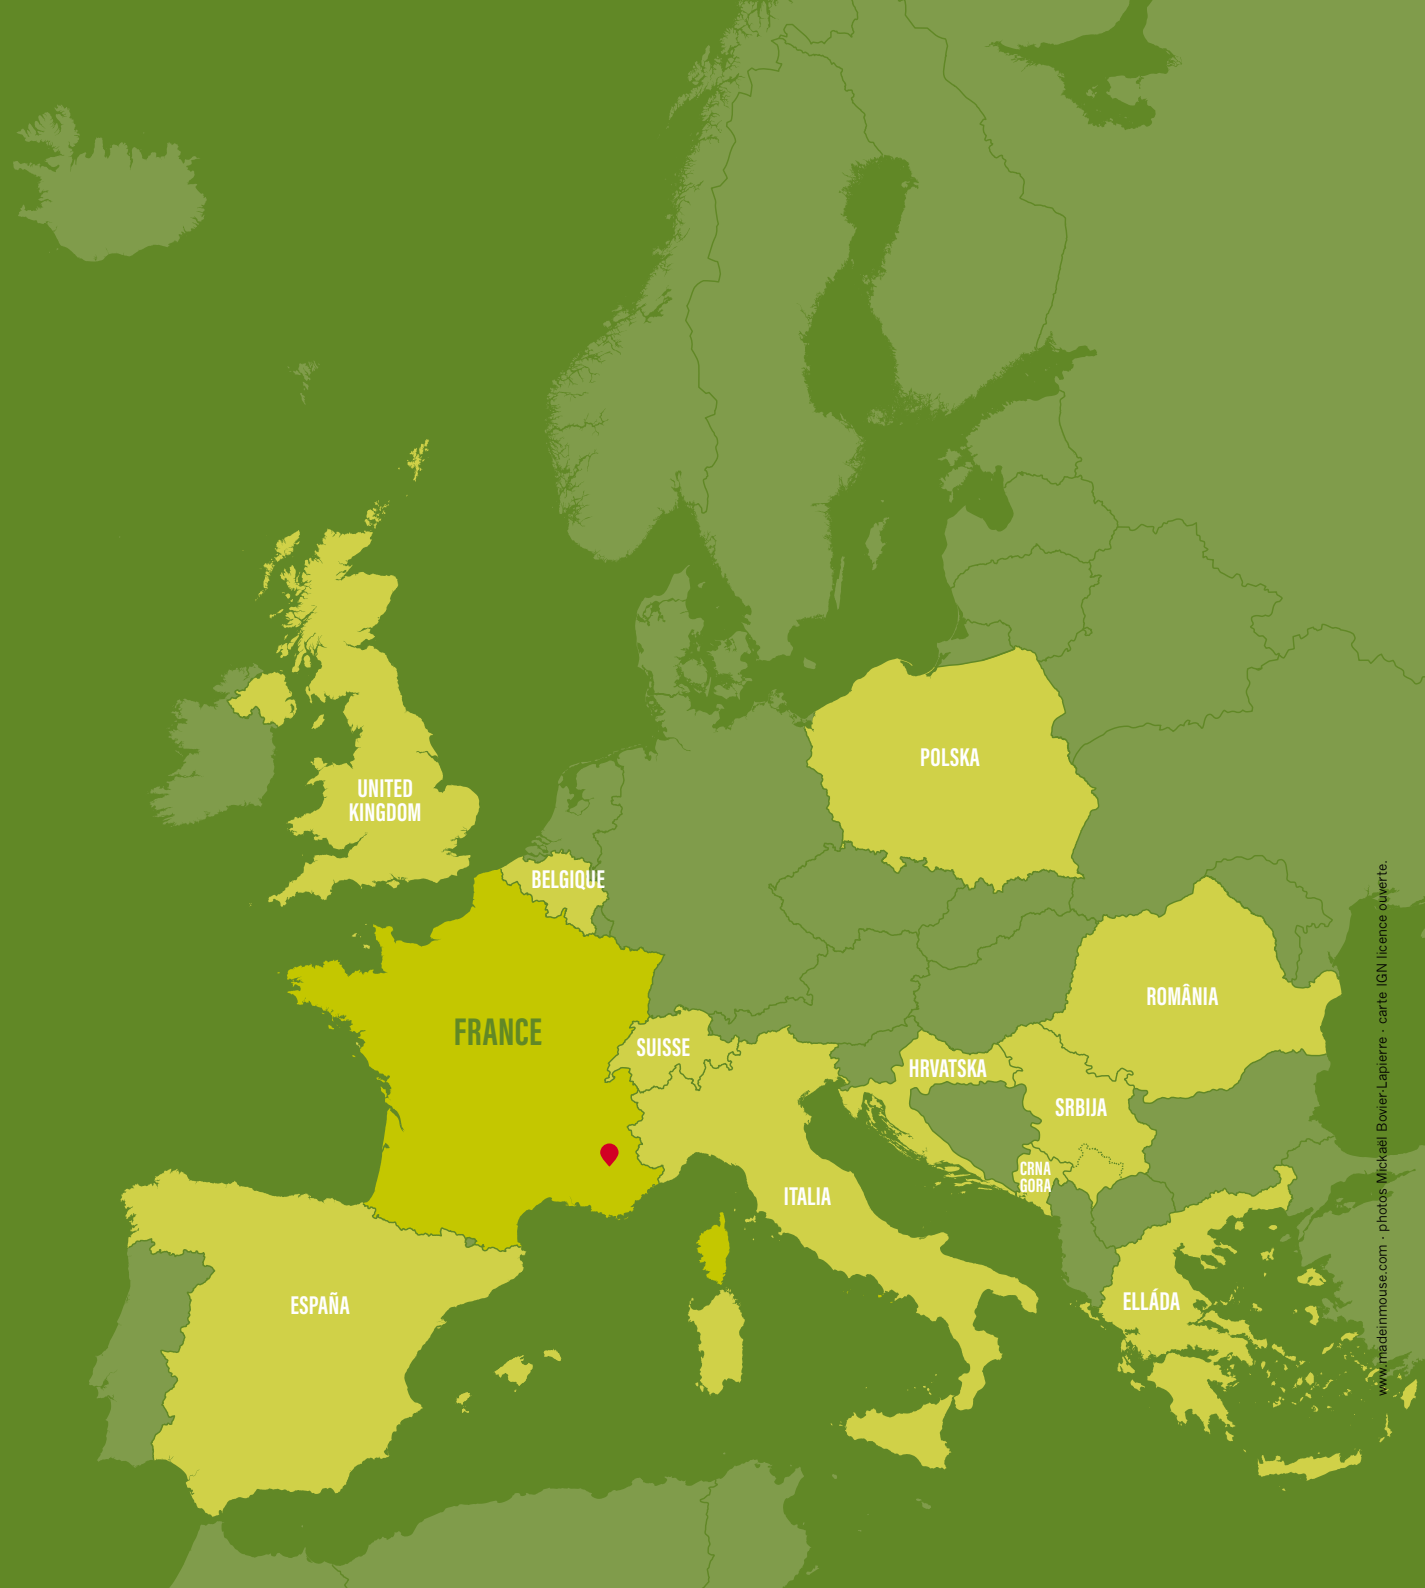 POLSKA
UNITED
KINGDOM
BELGIQUE
ROMÂNIA
FRANCE
SUISSE
HRVATSKA
SRBIJA
CRNA
GORA
ITALIA
ESPAÑA
ELLÁDA
www.madeinmouse.com · photos Mickaël Bovier-Lapierre · carte IGN licence ouverte.